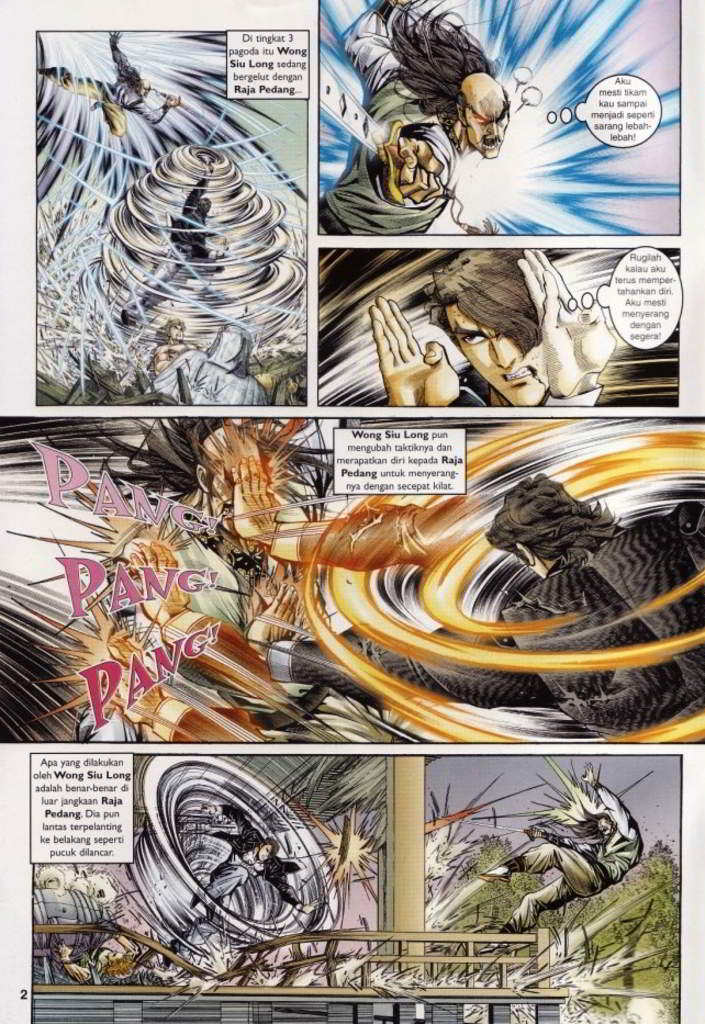 Di tingkat 3
pagoda itu Wong
Siu Long sedang
bergelut dengan
Raja Pedang...
Aku
mesti tikam
kau sampai
menjadi seperti
sarang lebah-
lebah!
Rugilah
kalau aku
terus memper-
tahankan diri.
Aku mesti
menyerang
dengan
segera!
Wong Siu Long pun
mengubah taktiknya dan
merapatkan diri kepada Raja
Pedang untuk menyerang-
nya dengan secepat kilat.
PANG!
PANG!
PANG!
Apa yang dilakukan
oleh Wong Siu Long
adalah benar-benar di
luar jangkaan Raja
Pedang. Dia pun
lantas terpelanting
ke belakang seperti
pucuk dilancar.
2